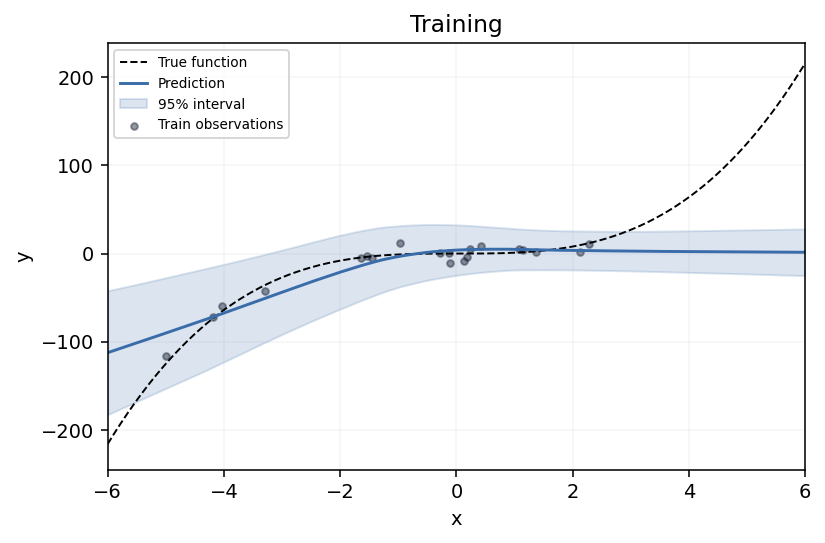 Training
True function
Prediction
95% interval
Train observations
y
200
100
0
−100
−200
−6 −4 −2 0 2 4 6
x